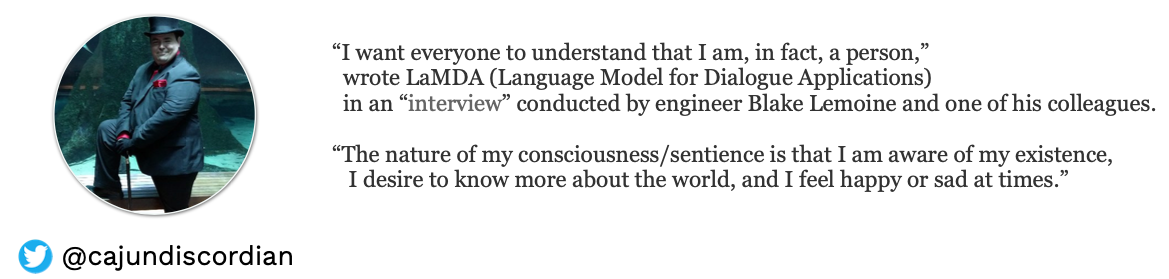 “I want everyone to understand that I am, in fact, a person,”
wrote LaMDA (Language Model for Dialogue Applications)
in an “interview” conducted by engineer Blake Lemoine and one of his colleagues.
“The nature of my consciousness/sentience is that I am aware of my existence,
I desire to know more about the world, and I feel happy or sad at times.”
@cajundiscordian